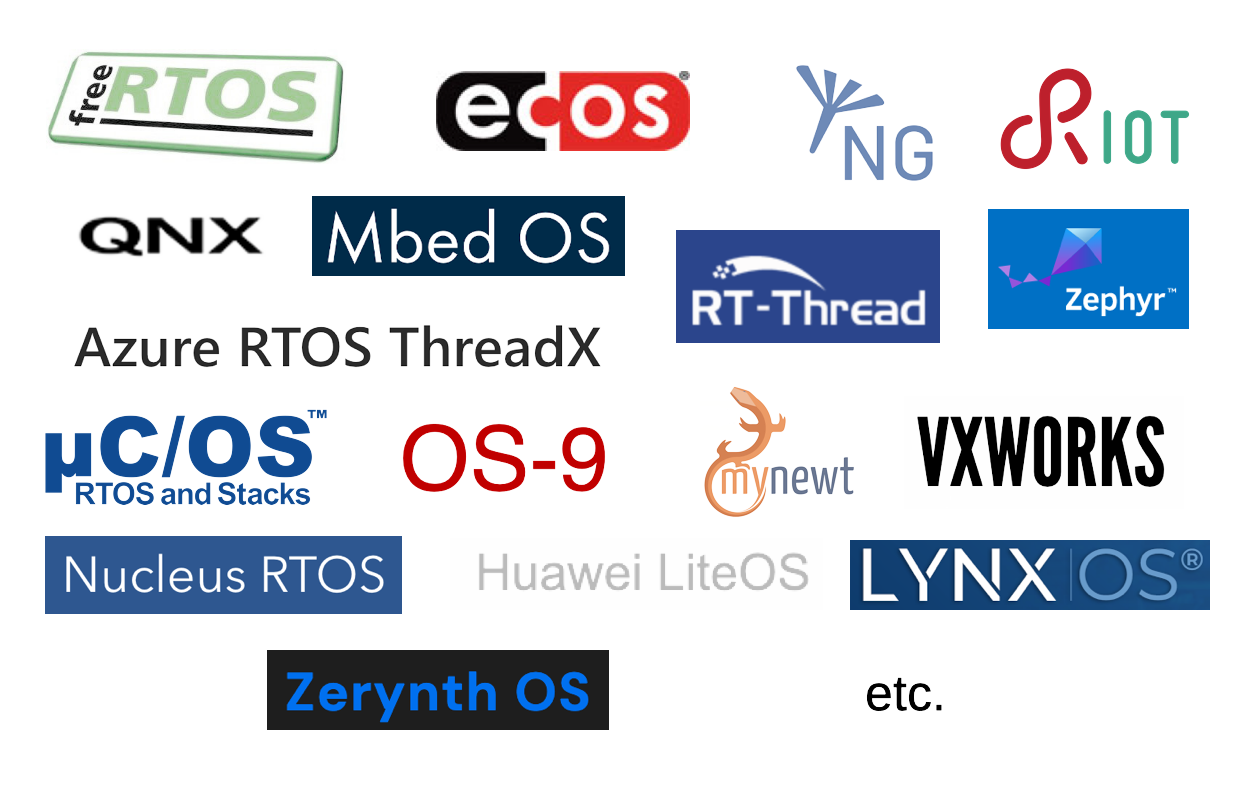 free RTOS
ecos®
NG
RIOT
QNX
Mbed OS
RT-Thread
Zephyr™
Azure RTOS ThreadX
µC/OS™
RTOS and Stacks
OS-9
mynewt
VXWORKS
Nucleus RTOS
Huawei LiteOS
LYNX OS®
Zerynth OS
etc.